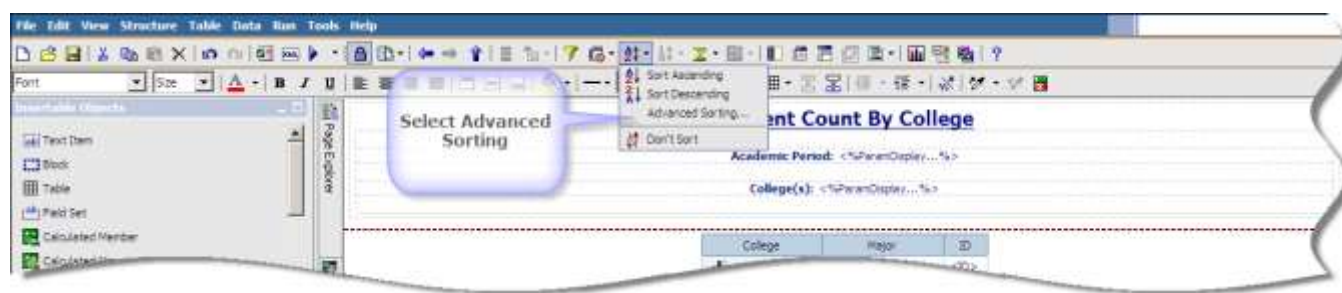 File Edit View Structure Table Data Run Tools Help
Font Size A B I U
Insertable Objects
Text Item
Block
Table
Field Set
Calculated Member
Page Explorer
Select Advanced
Sorting
Sort Ascending
Sort Descending
Advanced Sorting...
Don't Sort
ent Count By College
Academic Period: <%ParamDisplay...%>
College(s): <%ParamDisplay...%>
College Major ID